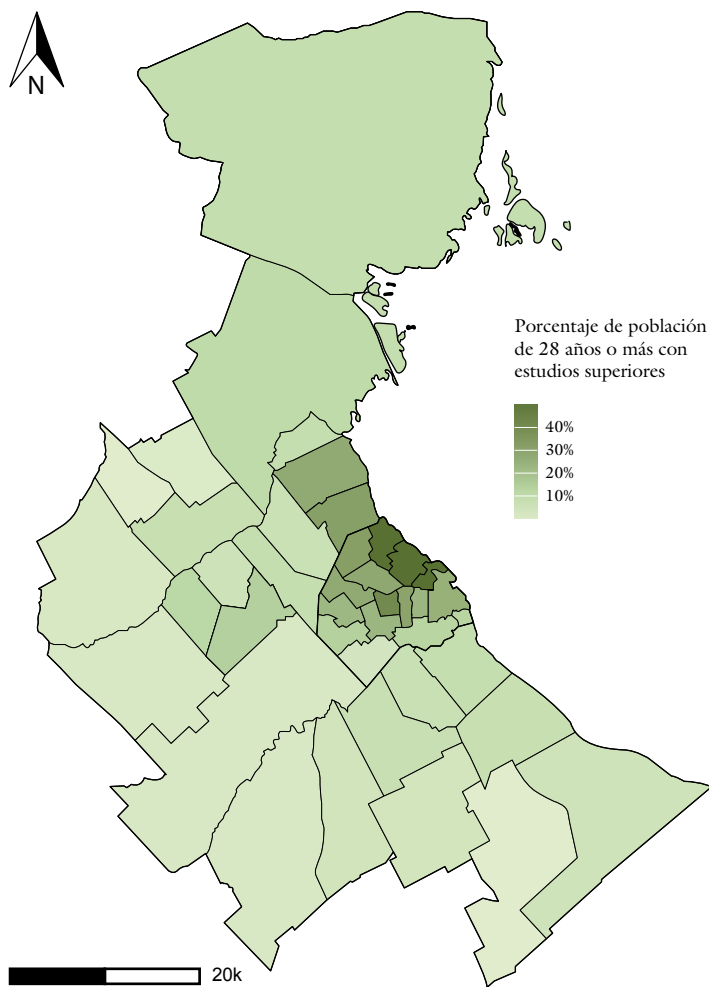 N
Porcentaje de población
de 28 años o más con
estudios superiores
40%
30%
20%
10%
20k